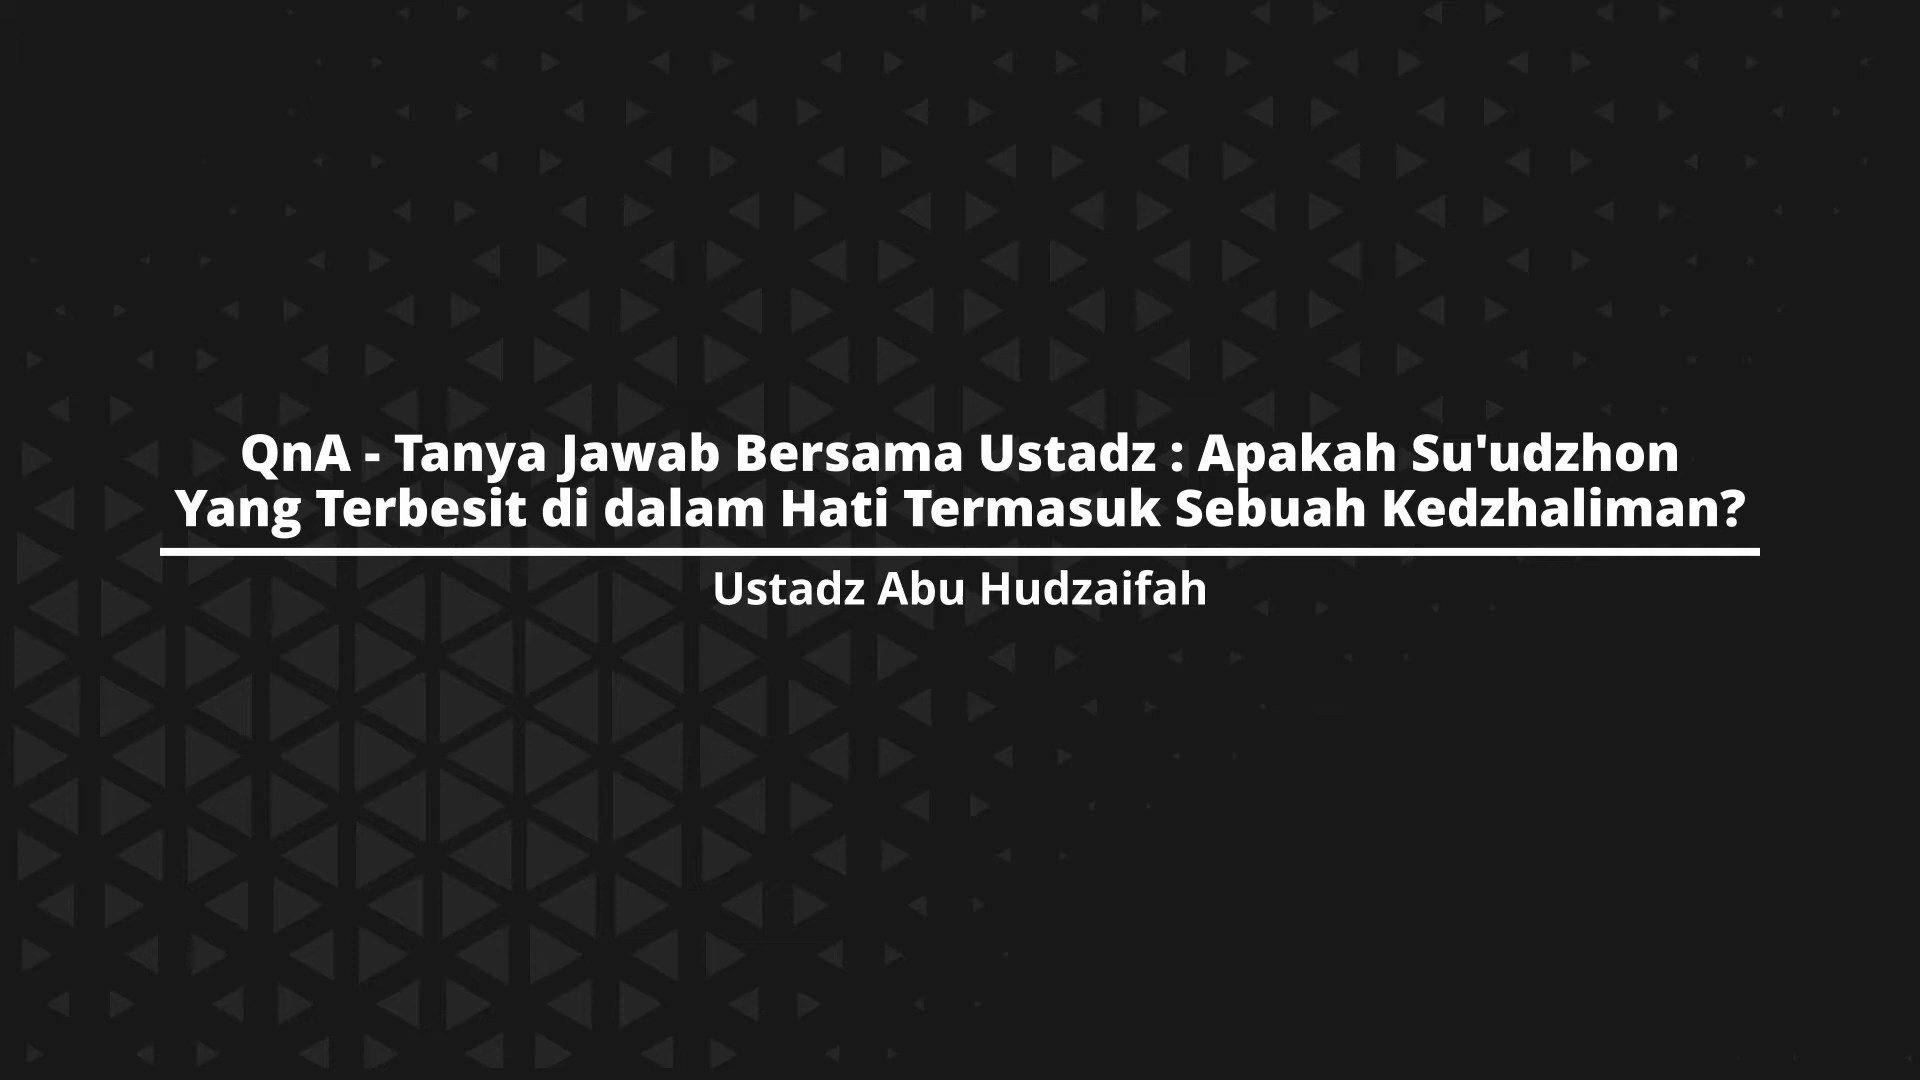 QnA - Tanya Jawab Bersama Ustadz : Apakah Su'udzhon
Yang Terbesit di dalam Hati Termasuk Sebuah Kedzhaliman?
Ustadz Abu Hudzaifah